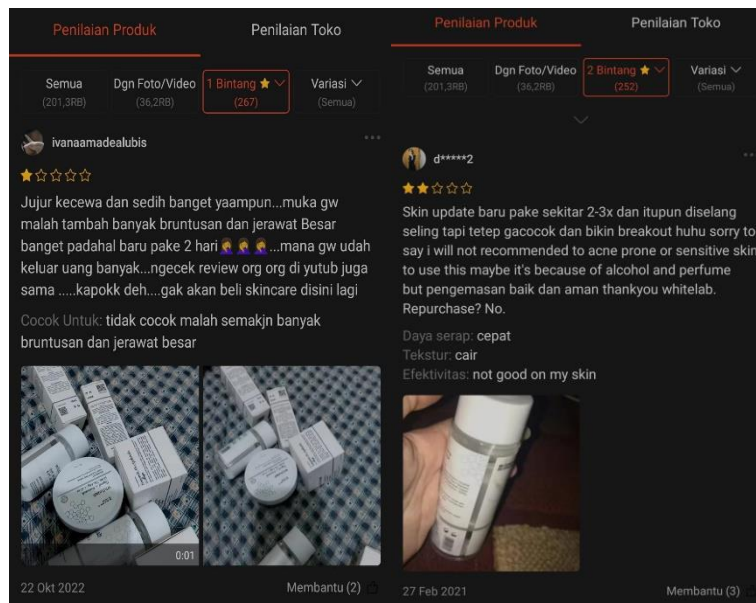 Penilaian Produk
Penilaian Toko
Semua
(201,3RB)
Dgn Foto/Video
(36,2RB)
1 Bintang
(267)
Variasi
(Semua)
ivanaamadealubis
Jujur kecewa dan sedih banget yaampun...muka gw
malah tambah banyak bruntusan dan jerawat Besar
banget padahal baru pake 2 hari🤦‍♀️🤦‍♀️🤦‍♀️...mana gw udah
keluar uang banyak...ngecek review org org di yutub juga
sama .....kapokk deh....gak akan beli skincare disini lagi
Cocok Untuk: tidak cocok malah semakjn banyak
bruntusan dan jerawat besar
0:01
22 Okt 2022
Membantu (2)
Penilaian Produk
Penilaian Toko
Semua
(201,3RB)
Dgn Foto/Video
(36,2RB)
2 Bintang
(252)
Variasi
(Semua)
d*****2
Skin update baru pake sekitar 2-3x dan itupun diselang
seling tapi tetep gacocok dan bikin breakout huhu sorry to
say i will not recommended to acne prone or sensitive skin
to use this maybe it's because of alcohol and perfume
but pengemasan baik dan aman thankyou whitelab.
Repurchase? No.
Daya serap: cepat
Tekstur: cair
Efektivitas: not good on my skin
27 Feb 2021
Membantu (3)